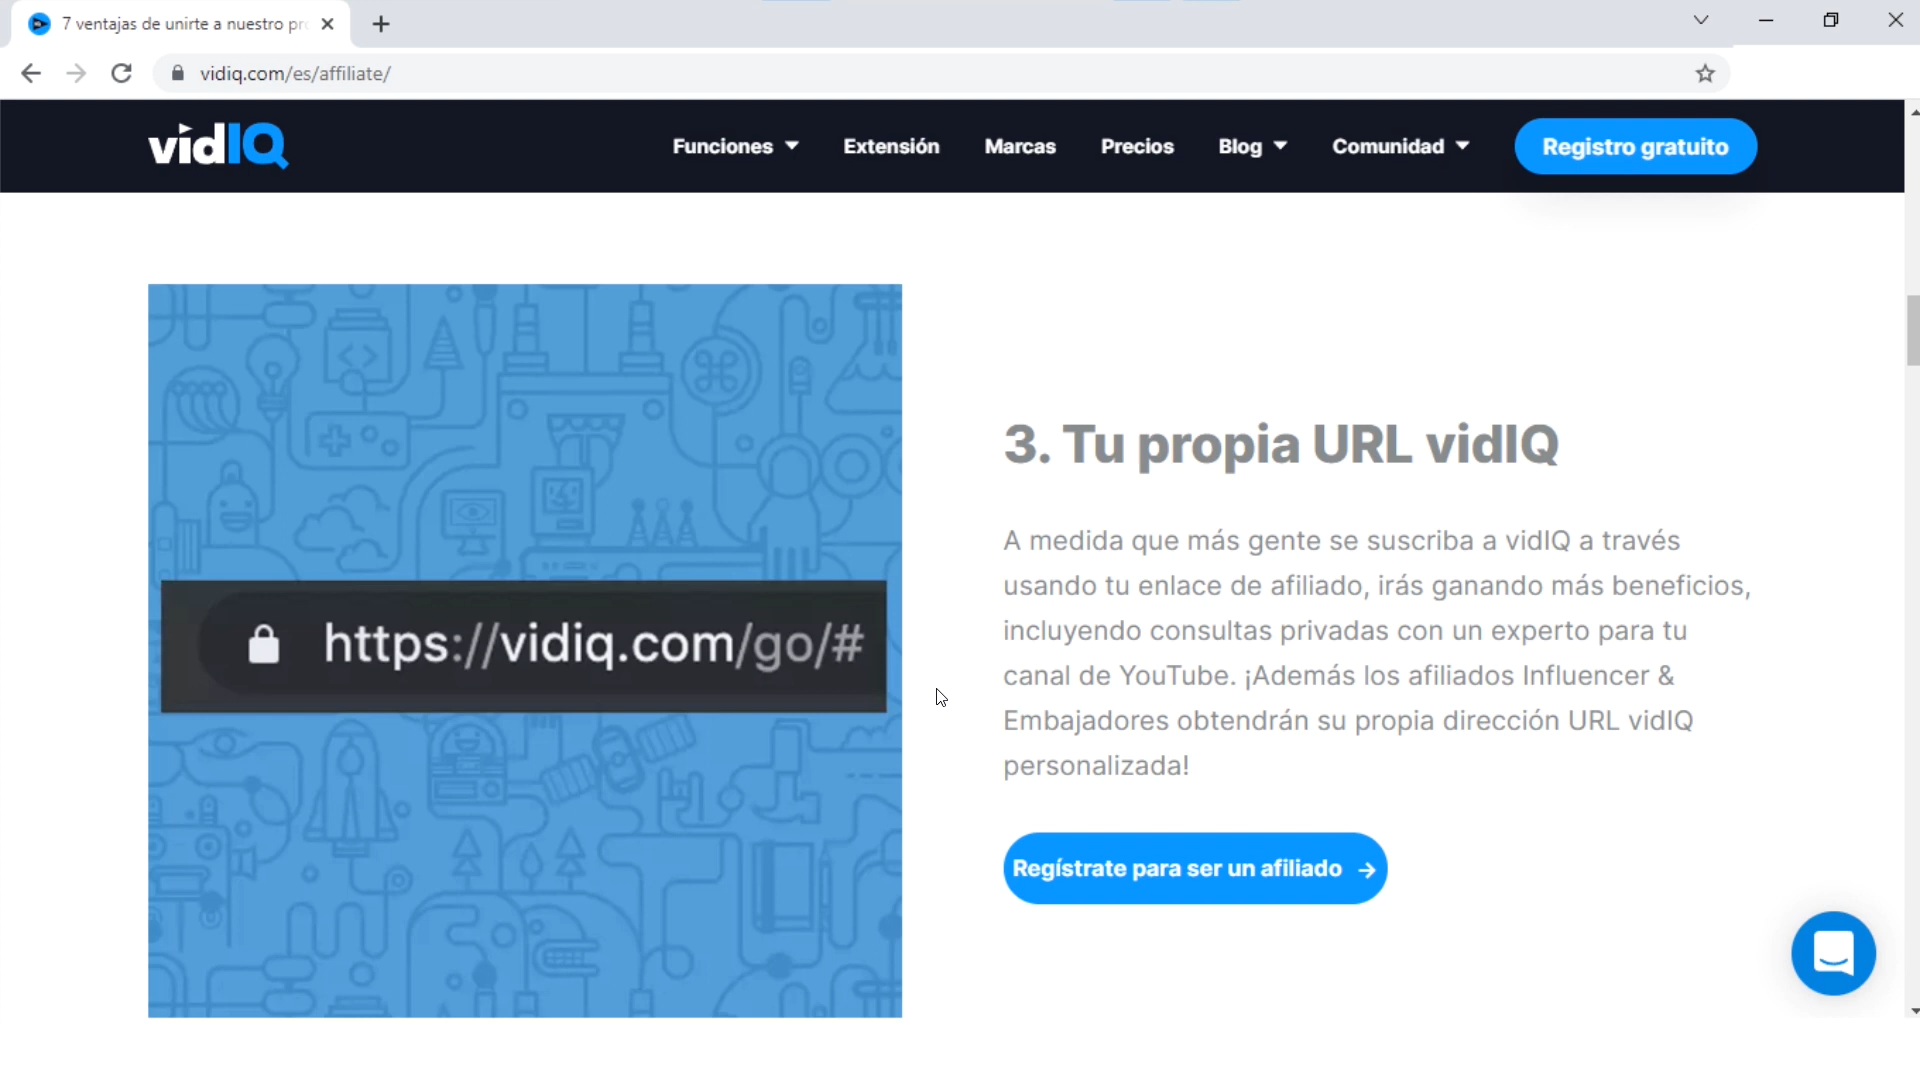 7 ventajas de unirte a nuestro pr
vidiq.com/es/affiliate/
vidIQ
Funciones
Extensión
Marcas
Precios
Blog
Comunidad
Registro gratuito
https://vidiq.com/go/#
3. Tu propia URL vidIQ
A medida que más gente se suscriba a vidIQ a través
usando tu enlace de afiliado, irás ganando más beneficios,
incluyendo consultas privadas con un experto para tu
canal de YouTube. ¡Además los afiliados Influencer &
Embajadores obtendrán su propia dirección URL vidIQ
personalizada!
Regístrate para ser un afiliado →